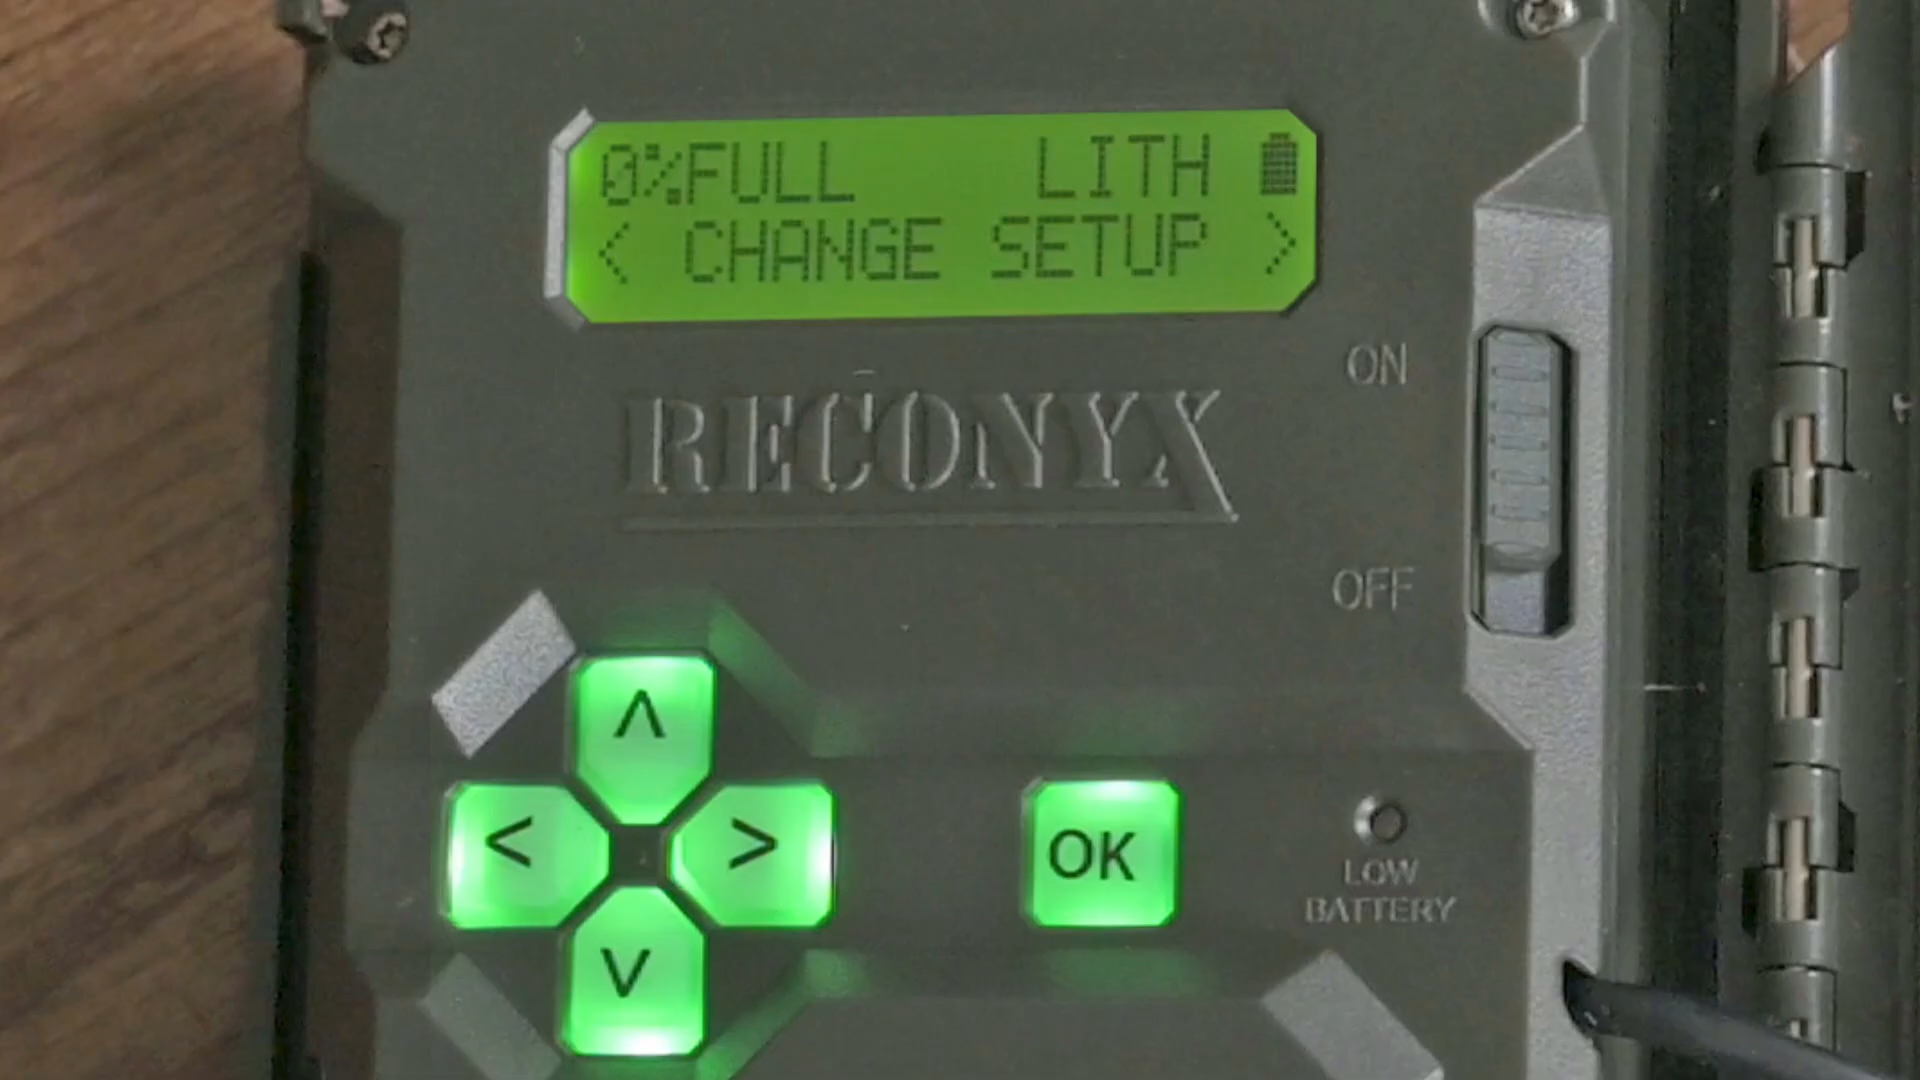 0%FULL LITH
< CHANGE SETUP >
RECONYX
ON
OFF
^
< >
OK
V
LOW
BATTERY